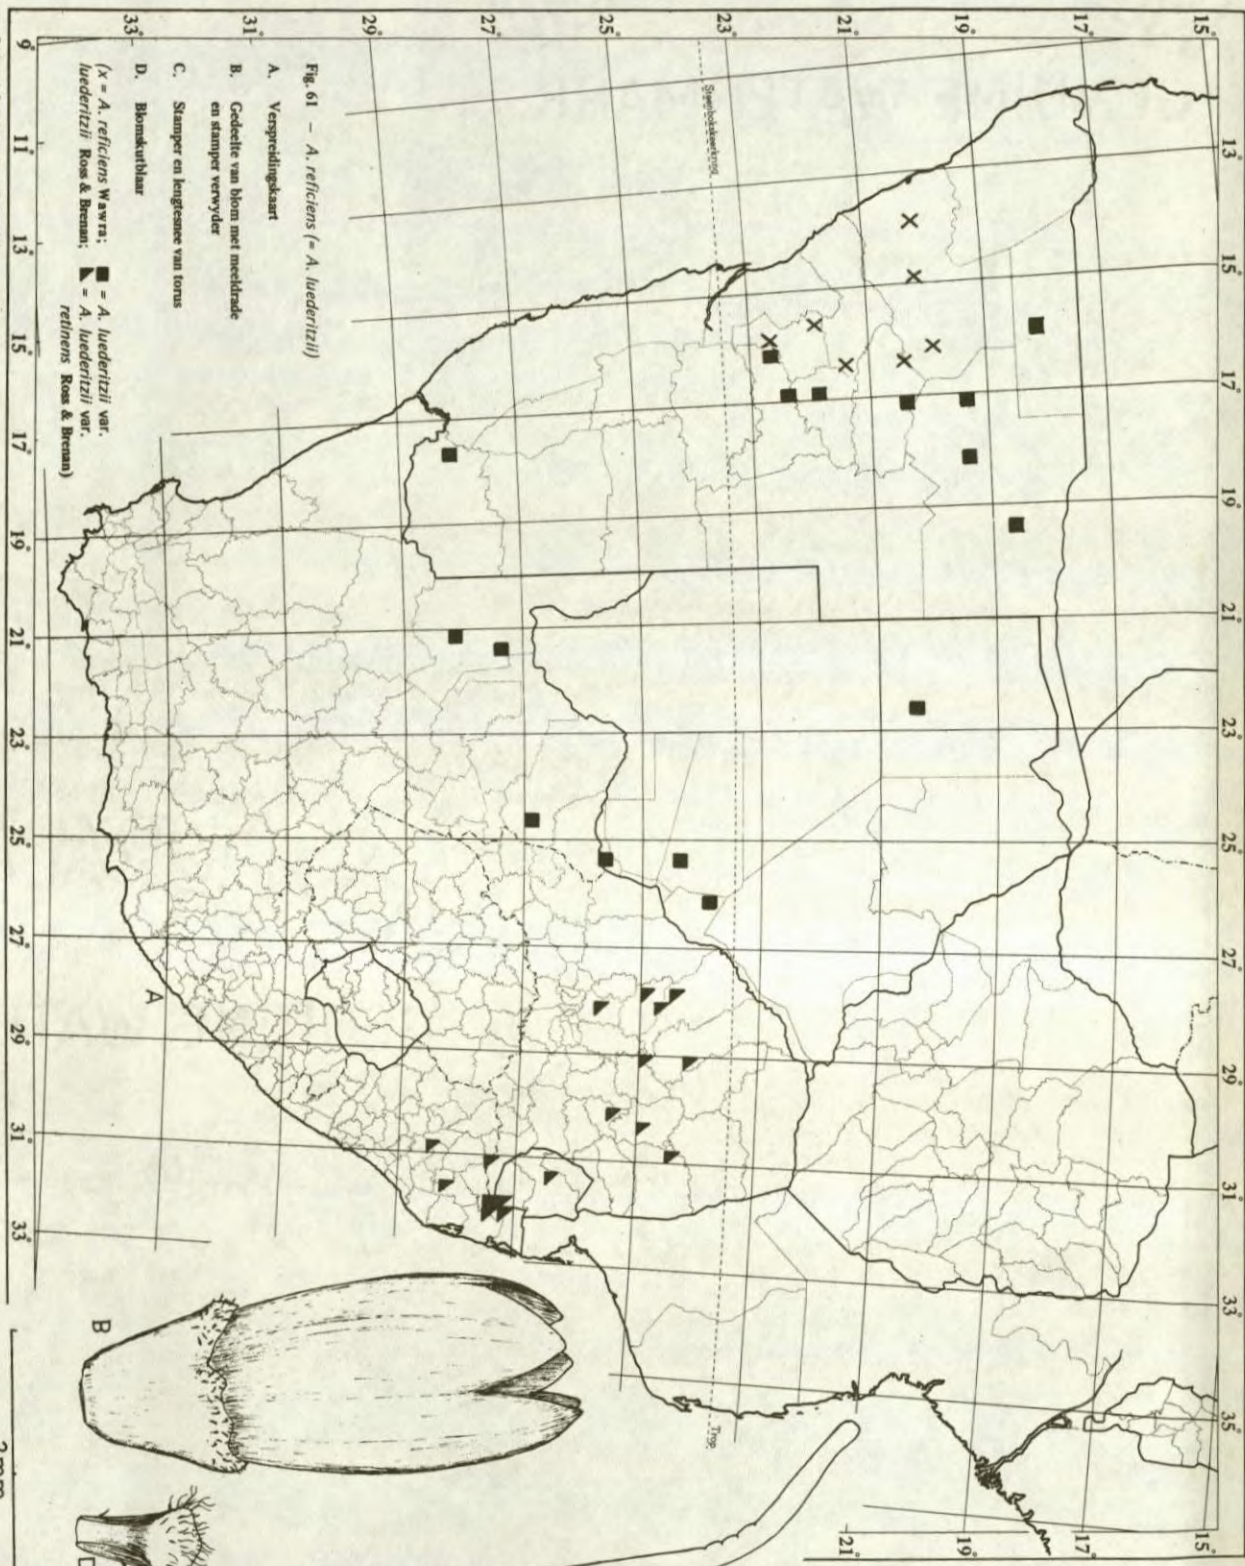 Fig. 61 – A. reficiens (= A. luederitzii)
A. Verspreidingskaart
B. Gedeelte van blom met meeldrade
en stamper verwyder
C. Stamper en lengtesnee van torus
D. Blomskutblaar
(x = A. reficiens Wawra; ■ = A. luederitzii var.
luederitzii Ross & Brenan; ◣ = A. luederitzii var.
retinens Ross & Brenan)
Steenbokskeerkring
Trop.
13° 15° 17° 19° 21° 23° 25° 27° 29° 31° 33° 35°
15° 17° 19° 21° 23° 25° 27° 29° 31° 33°
9° 11° 13° 15° 17° 19° 21° 23° 25° 27° 29° 31° 33°
15° 17° 19° 21°
A
B
D
2mm